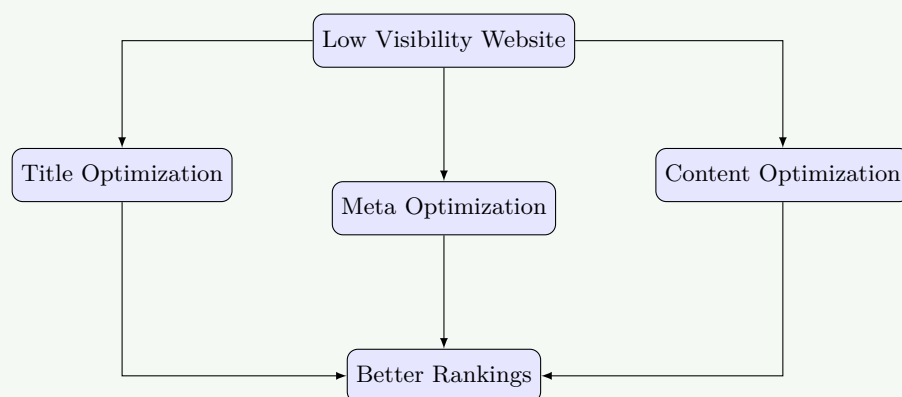 Low Visibility Website
Title Optimization
Content Optimization
Meta Optimization
Better Rankings